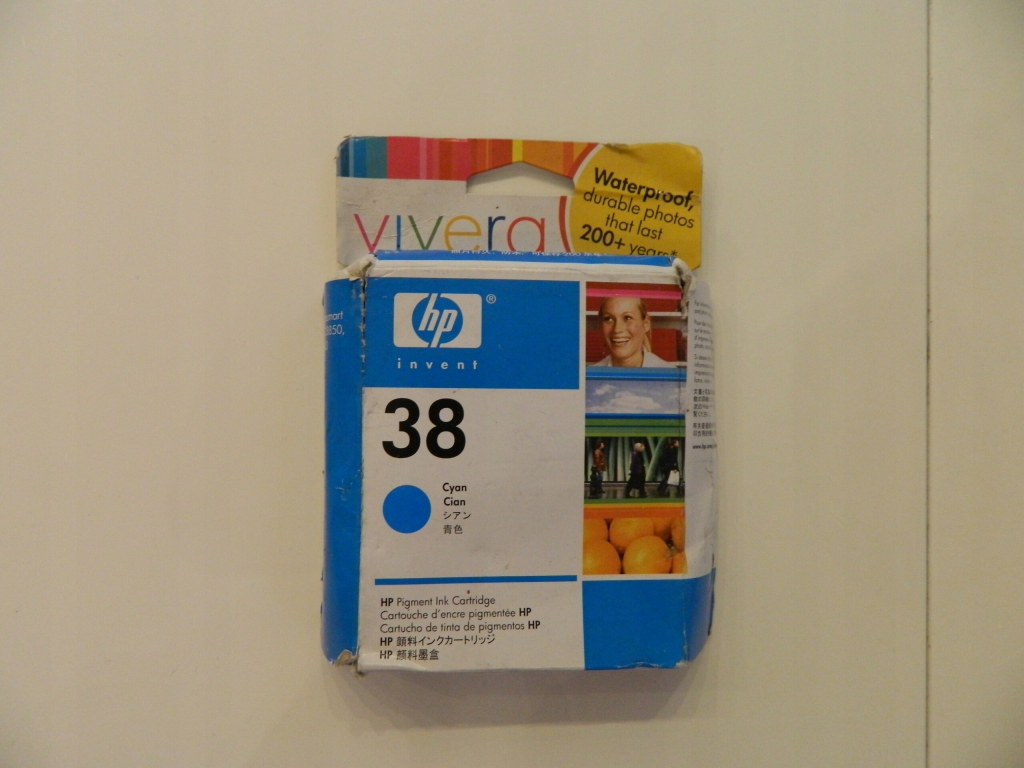 vivera
Waterproof,
durable photos
that last
200+ years*
hp®
invent
38
Cyan
Cian
シアン
青色
HP Pigment Ink Cartridge
Cartouche d'encre pigmentée HP
Cartucho de tinta de pigmentos HP
HP 顔料インクカートリッジ
HP 颜料墨盒
smart